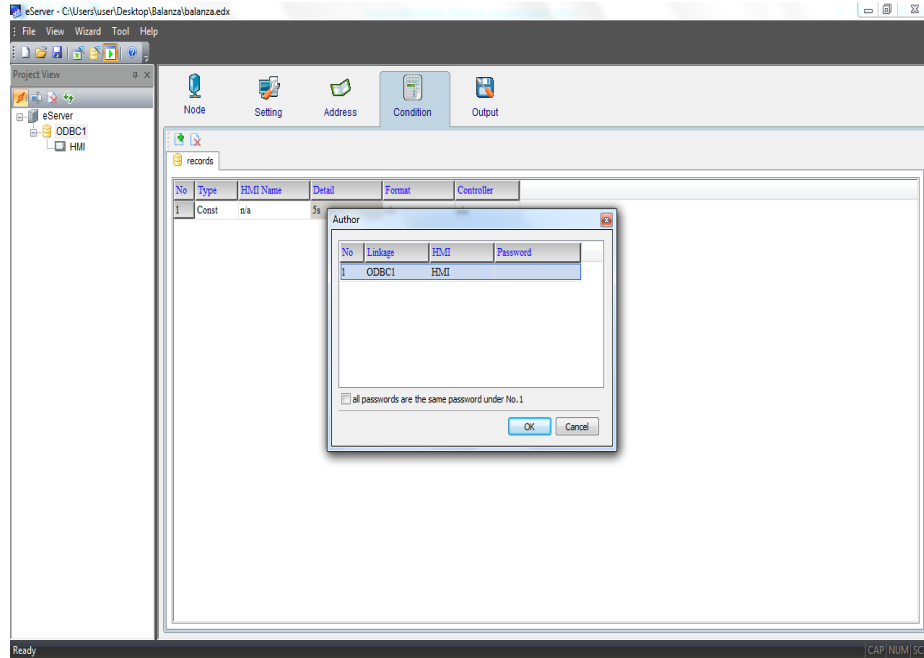 eServer - C:\Users\user\Desktop\Balanza\balanza.edx
File View Wizard Tool Help
Project View
eServer
ODBC1
HMI
Node Setting Address Condition Output
records
No Type HMI Name Detail Format Controller
1 Const n/a 5s
Author
No Linkage HMI Password
1 ODBC1 HMI
all passwords are the same password under No.1
OK Cancel
Ready CAP NUM SC